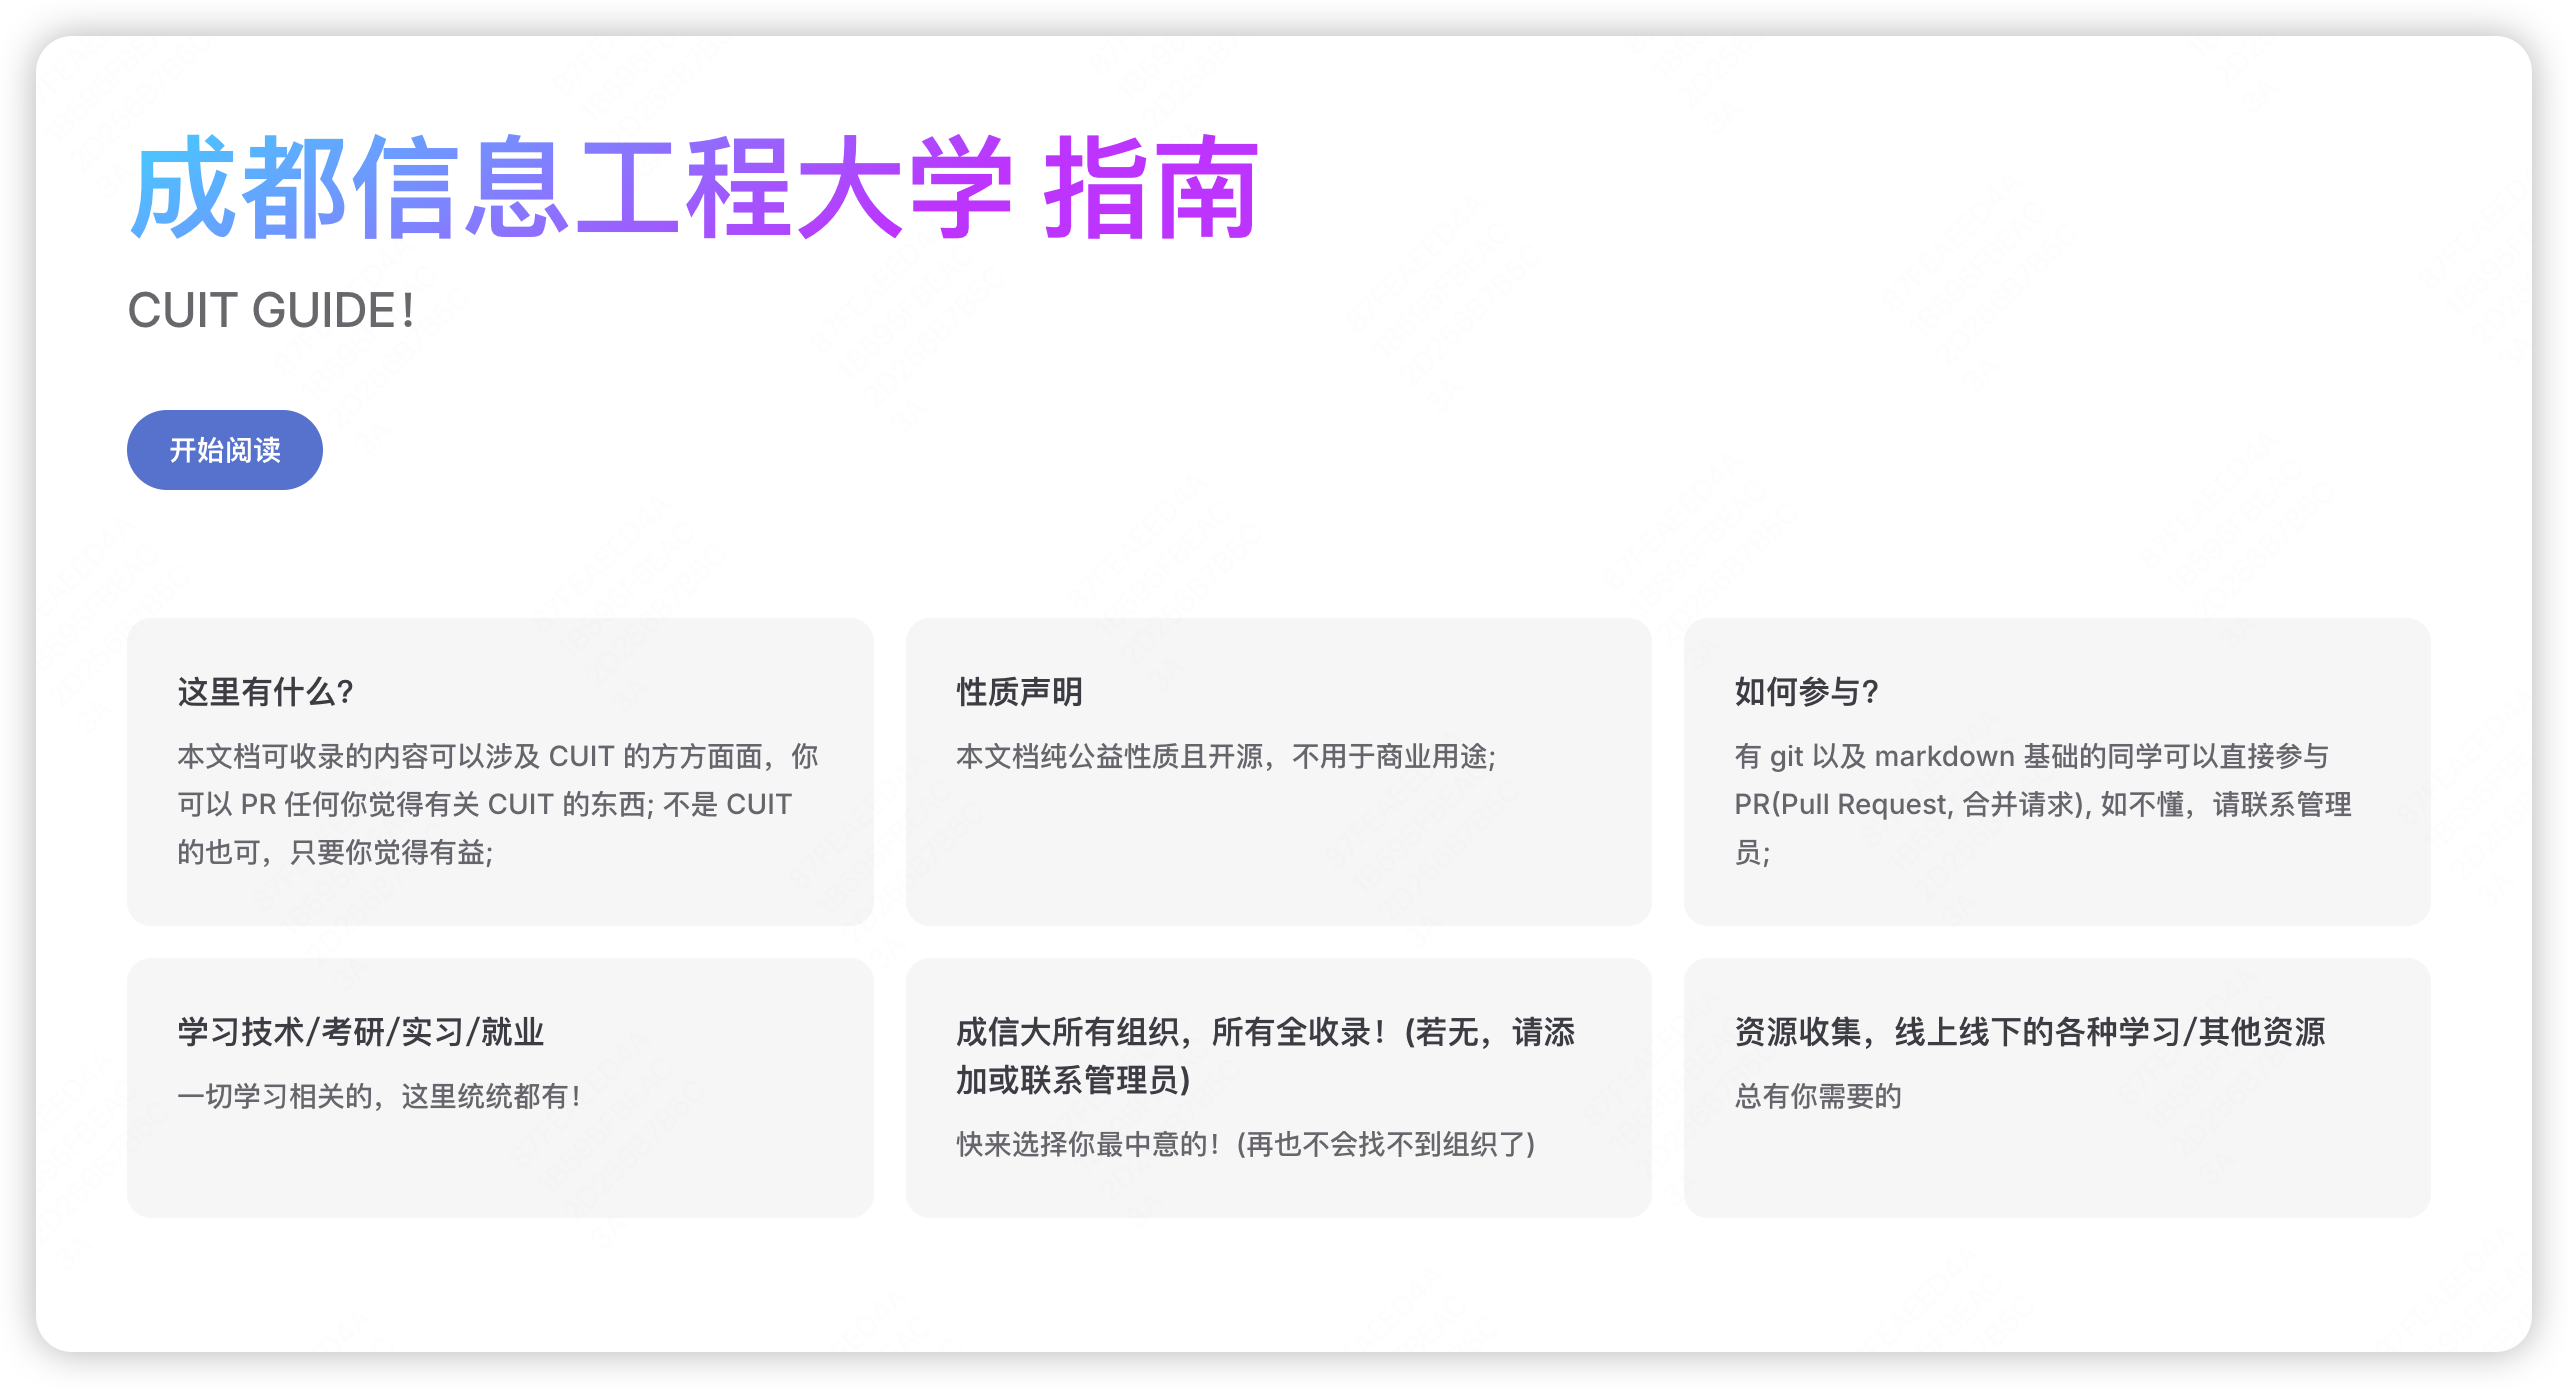 成都信息工程大学 指南
CUIT GUIDE！
开始阅读
这里有什么?
本文档可收录的内容可以涉及 CUIT 的方方面面，你
可以 PR 任何你觉得有关 CUIT 的东西; 不是 CUIT
的也可，只要你觉得有益;
性质声明
本文档纯公益性质且开源，不用于商业用途;
如何参与?
有 git 以及 markdown 基础的同学可以直接参与
PR(Pull Request, 合并请求), 如不懂，请联系管理
员;
学习技术/考研/实习/就业
一切学习相关的，这里统统都有！
成信大所有组织，所有全收录！(若无，请添
加或联系管理员)
快来选择你最中意的！(再也不会找不到组织了)
资源收集，线上线下的各种学习/其他资源
总有你需要的